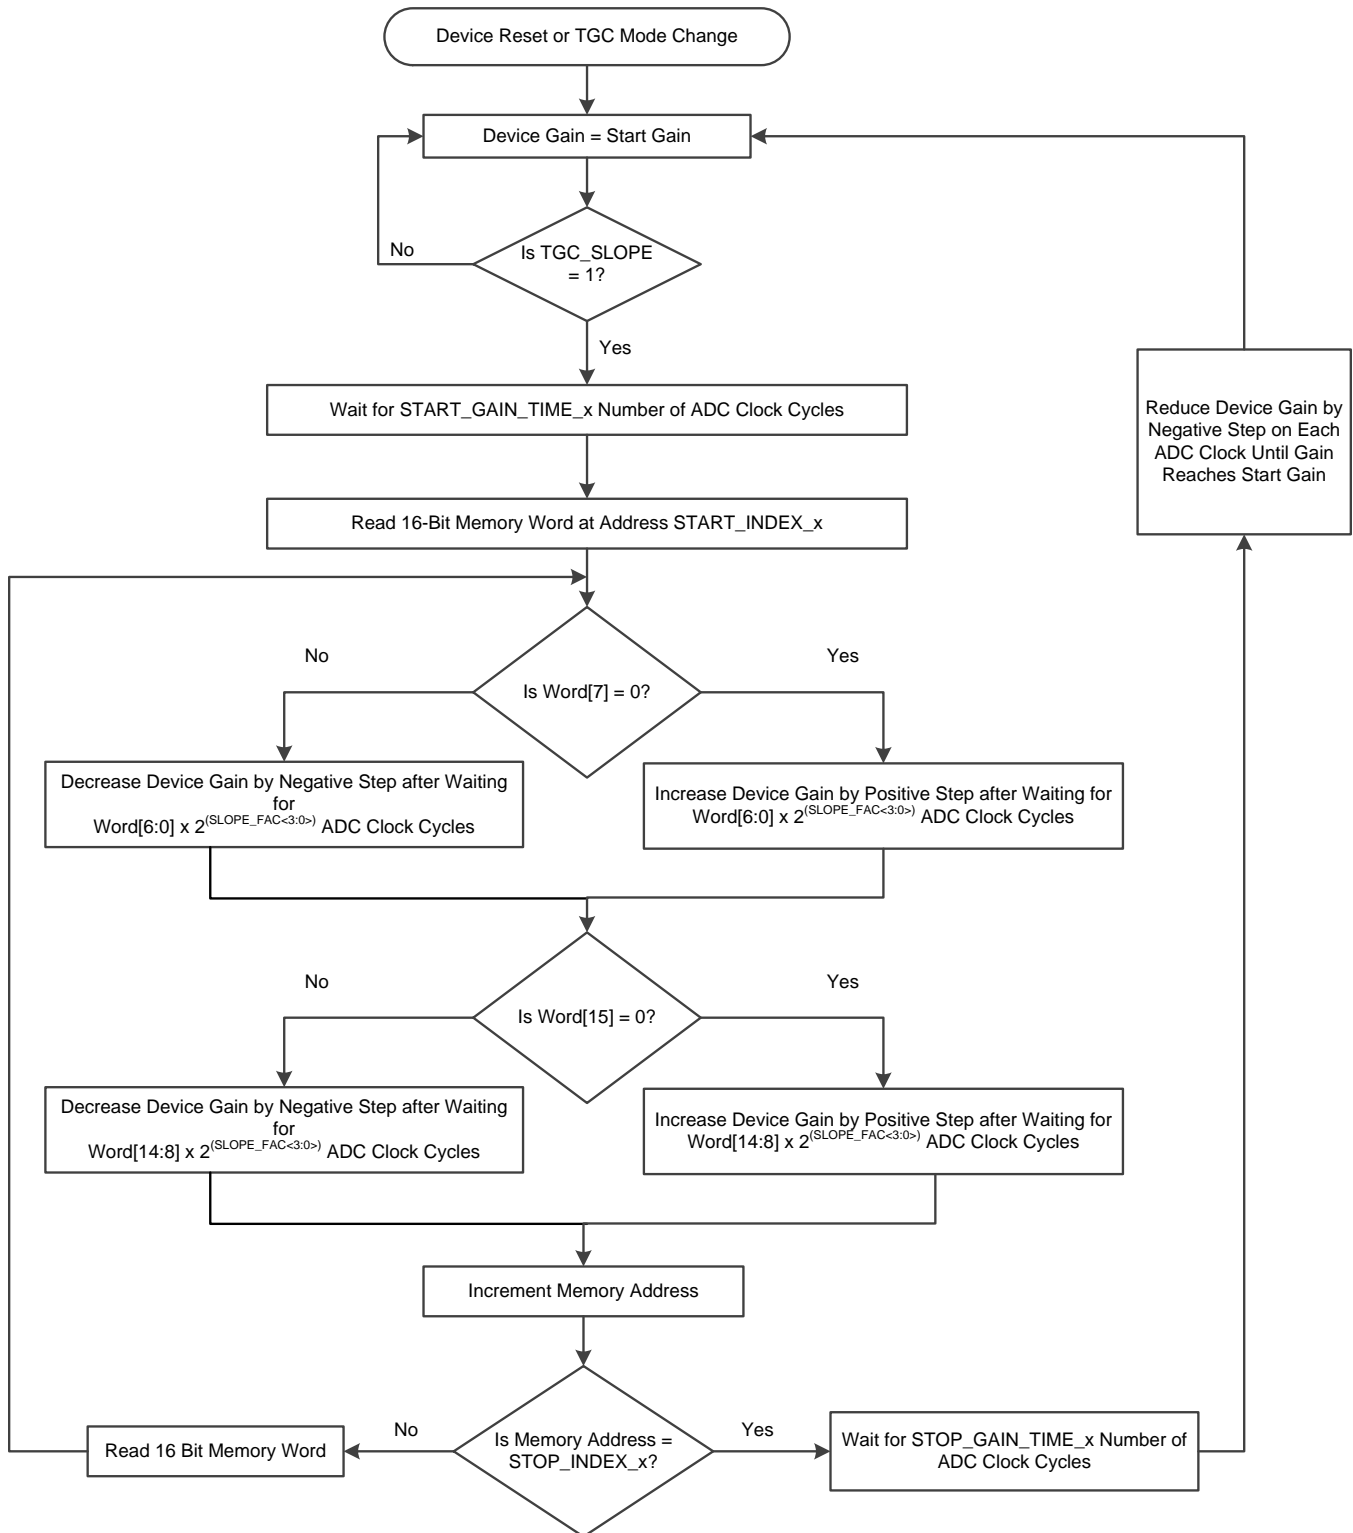 Device Reset or TGC Mode Change
Device Gain = Start Gain
No
Is TGC_SLOPE
= 1?
Yes
Wait for START_GAIN_TIME_x Number of ADC Clock Cycles
Reduce Device Gain by
Negative Step on Each
ADC Clock Until Gain
Reaches Start Gain
Read 16-Bit Memory Word at Address START_INDEX_x
No
Yes
Is Word[7] = 0?
Decrease Device Gain by Negative Step after Waiting
for
Word[6:0] x 2(SLOPE_FAC<3:0>) ADC Clock Cycles
Increase Device Gain by Positive Step after Waiting for
Word[6:0] x 2(SLOPE_FAC<3:0>) ADC Clock Cycles
No
Yes
Is Word[15] = 0?
Decrease Device Gain by Negative Step after Waiting
for
Word[14:8] x 2(SLOPE_FAC<3:0>) ADC Clock Cycles
Increase Device Gain by Positive Step after Waiting for
Word[14:8] x 2(SLOPE_FAC<3:0>) ADC Clock Cycles
Increment Memory Address
No
Yes
Read 16 Bit Memory Word
Is Memory Address =
STOP_INDEX_x?
Wait for STOP_GAIN_TIME_x Number of
ADC Clock Cycles